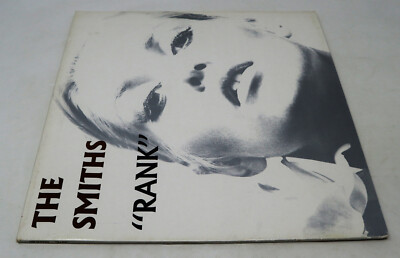 THE
SMITHS
“RANK”